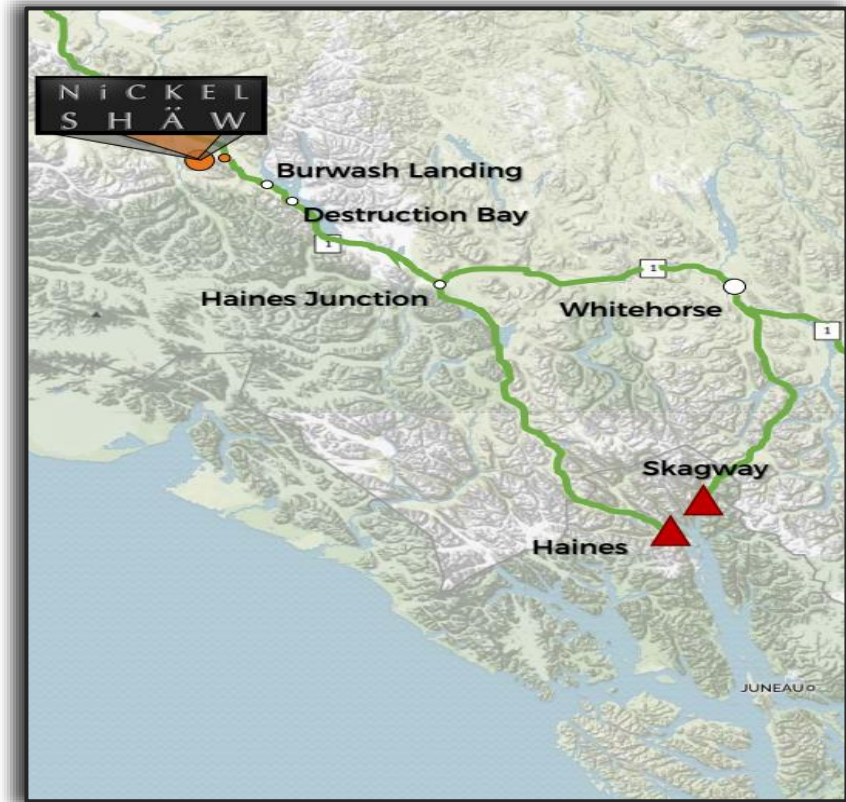 NiCKEL
SHÄW
Burwash Landing
Destruction Bay
1
Haines Junction
1
Whitehorse
1
Skagway
Haines
JUNEAU